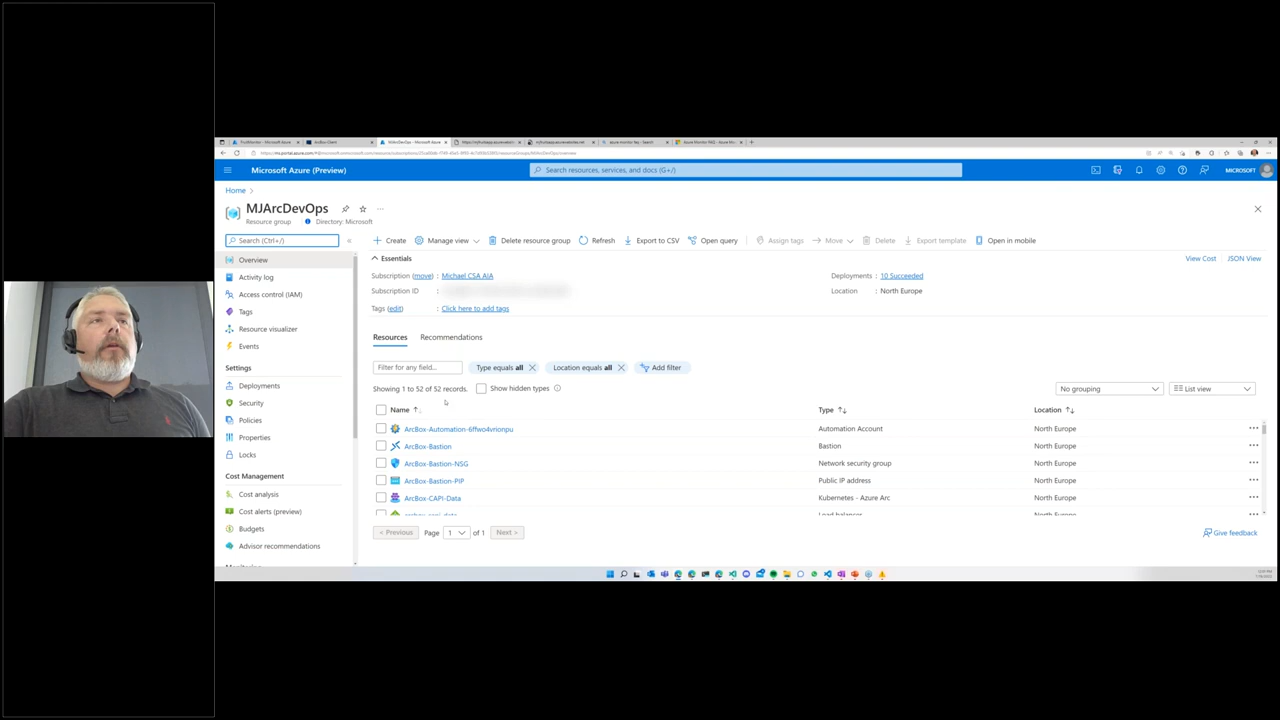 Microsoft Azure (Preview)
Search resources, services, and docs (G+/)
MICROSOFT
Home >
MJArcDevOps
Resource group
Directory: Microsoft
Search (Ctrl+/)
Create
Manage view
Delete resource group
Refresh
Export to CSV
Open query
Assign tags
Move
Delete
Export template
Open in mobile
Overview
Activity log
Access control (IAM)
Tags
Resource visualizer
Events
Settings
Deployments
Security
Policies
Properties
Locks
Cost Management
Cost analysis
Cost alerts (preview)
Budgets
Advisor recommendations
Essentials
View Cost
JSON View
Subscription (move) : Michael CSA AIA
Deployments : 10 Succeeded
Subscription ID :
Location : North Europe
Tags (edit) : Click here to add tags
Resources
Recommendations
Filter for any field...
Type equals all
Location equals all
Add filter
Showing 1 to 52 of 52 records.
Show hidden types
No grouping
List view
Name
Type
Location
ArcBox-Automation-6ffwo4vrionpu
Automation Account
North Europe
ArcBox-Bastion
Bastion
North Europe
ArcBox-Bastion-NSG
Network security group
North Europe
ArcBox-Bastion-PIP
Public IP address
North Europe
ArcBox-CAPI-Data
Kubernetes - Azure Arc
North Europe
< Previous
Page 1 of 1
Next >
Give feedback